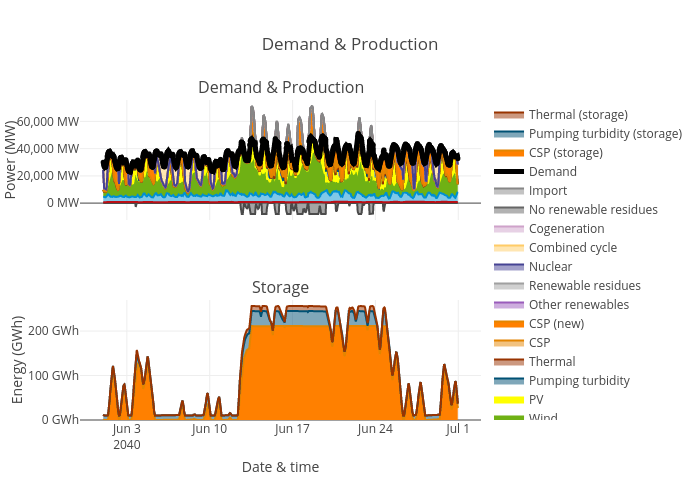 Demand & Production
Demand & Production
Power (MW)
60,000 MW
40,000 MW
20,000 MW
0 MW
Storage
Energy (GWh)
200 GWh
100 GWh
0 GWh
Jun 3
2040
Jun 10
Jun 17
Jun 24
Jul 1
Date & time
Thermal (storage)
Pumping turbidity (storage)
CSP (storage)
Demand
Import
No renewable residues
Cogeneration
Combined cycle
Nuclear
Renewable residues
Other renewables
CSP (new)
CSP
Thermal
Pumping turbidity
PV
Wind